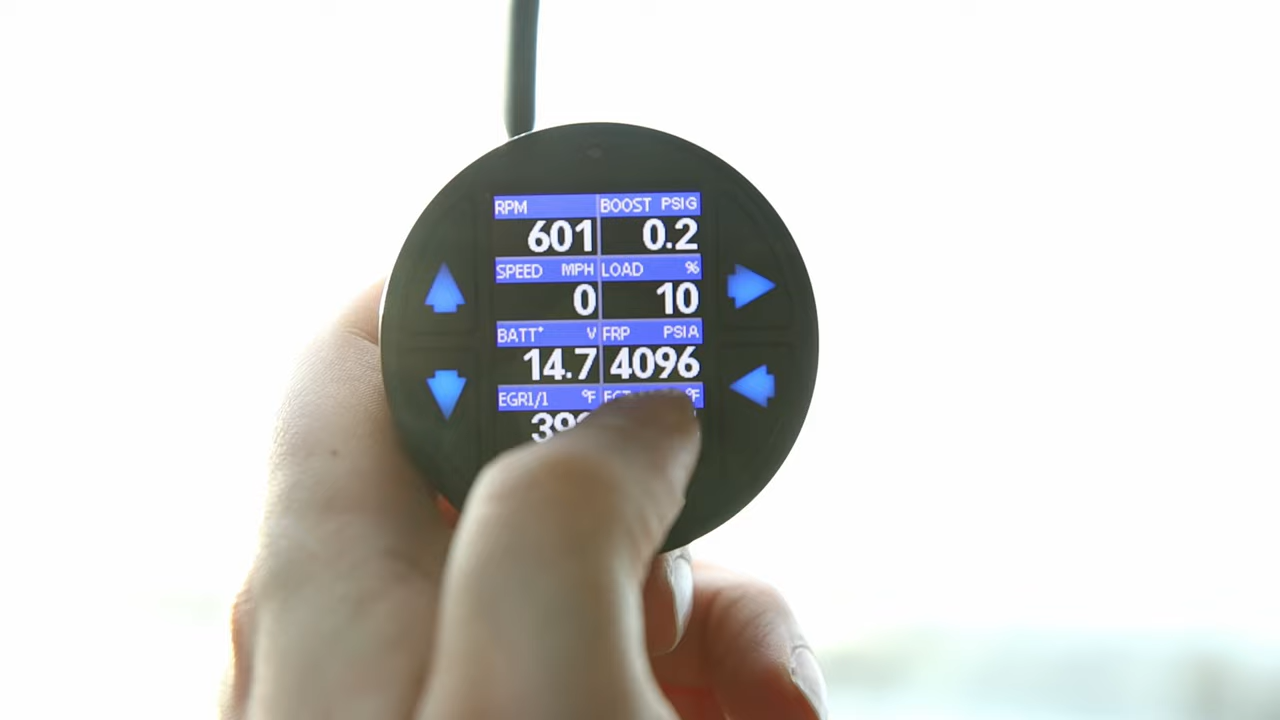 RPM BOOST PSIG
601 0.2
SPEED MPH LOAD %
0 10
BATT+ V FRP PSIA
14.7 4096
EGR1/1 °F °F